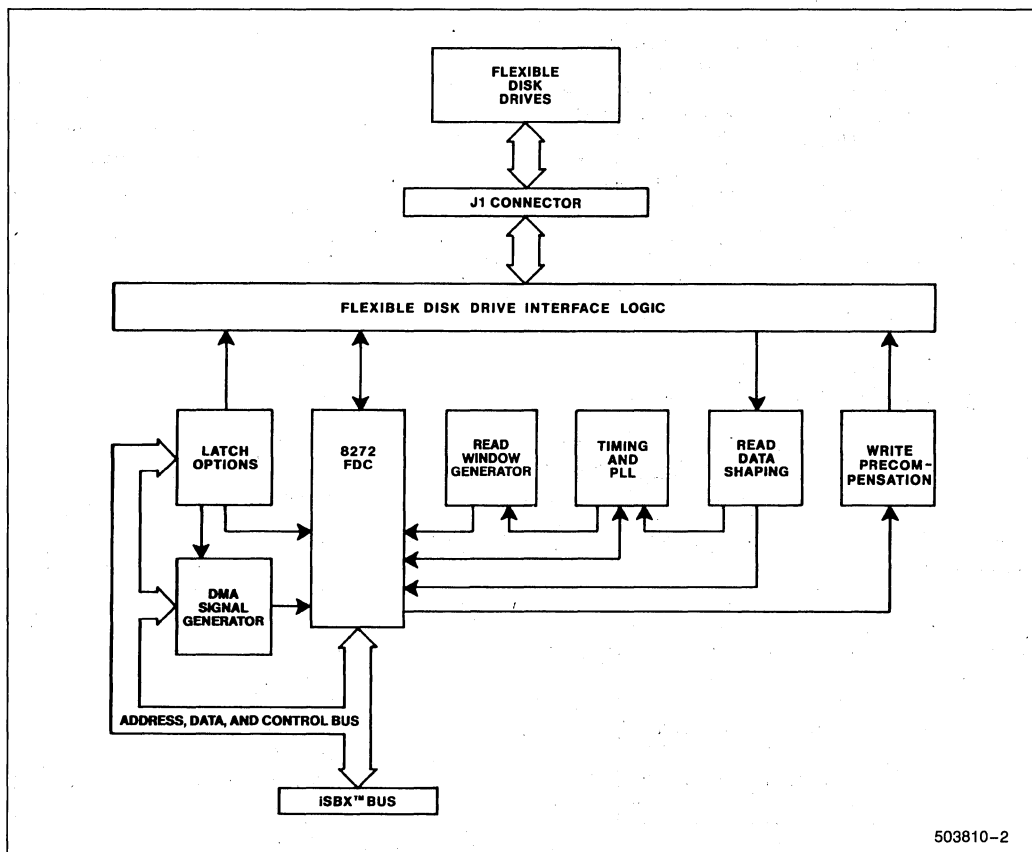 FLEXIBLE
DISK
DRIVES
J1 CONNECTOR
FLEXIBLE DISK DRIVE INTERFACE LOGIC
LATCH
OPTIONS
8272
FDC
READ
WINDOW
GENERATOR
TIMING
AND
PLL
READ
DATA
SHAPING
WRITE
PRECOM-
PENSATION
DMA
SIGNAL
GENERATOR
ADDRESS, DATA, AND CONTROL BUS
iSBX™ BUS
503810-2